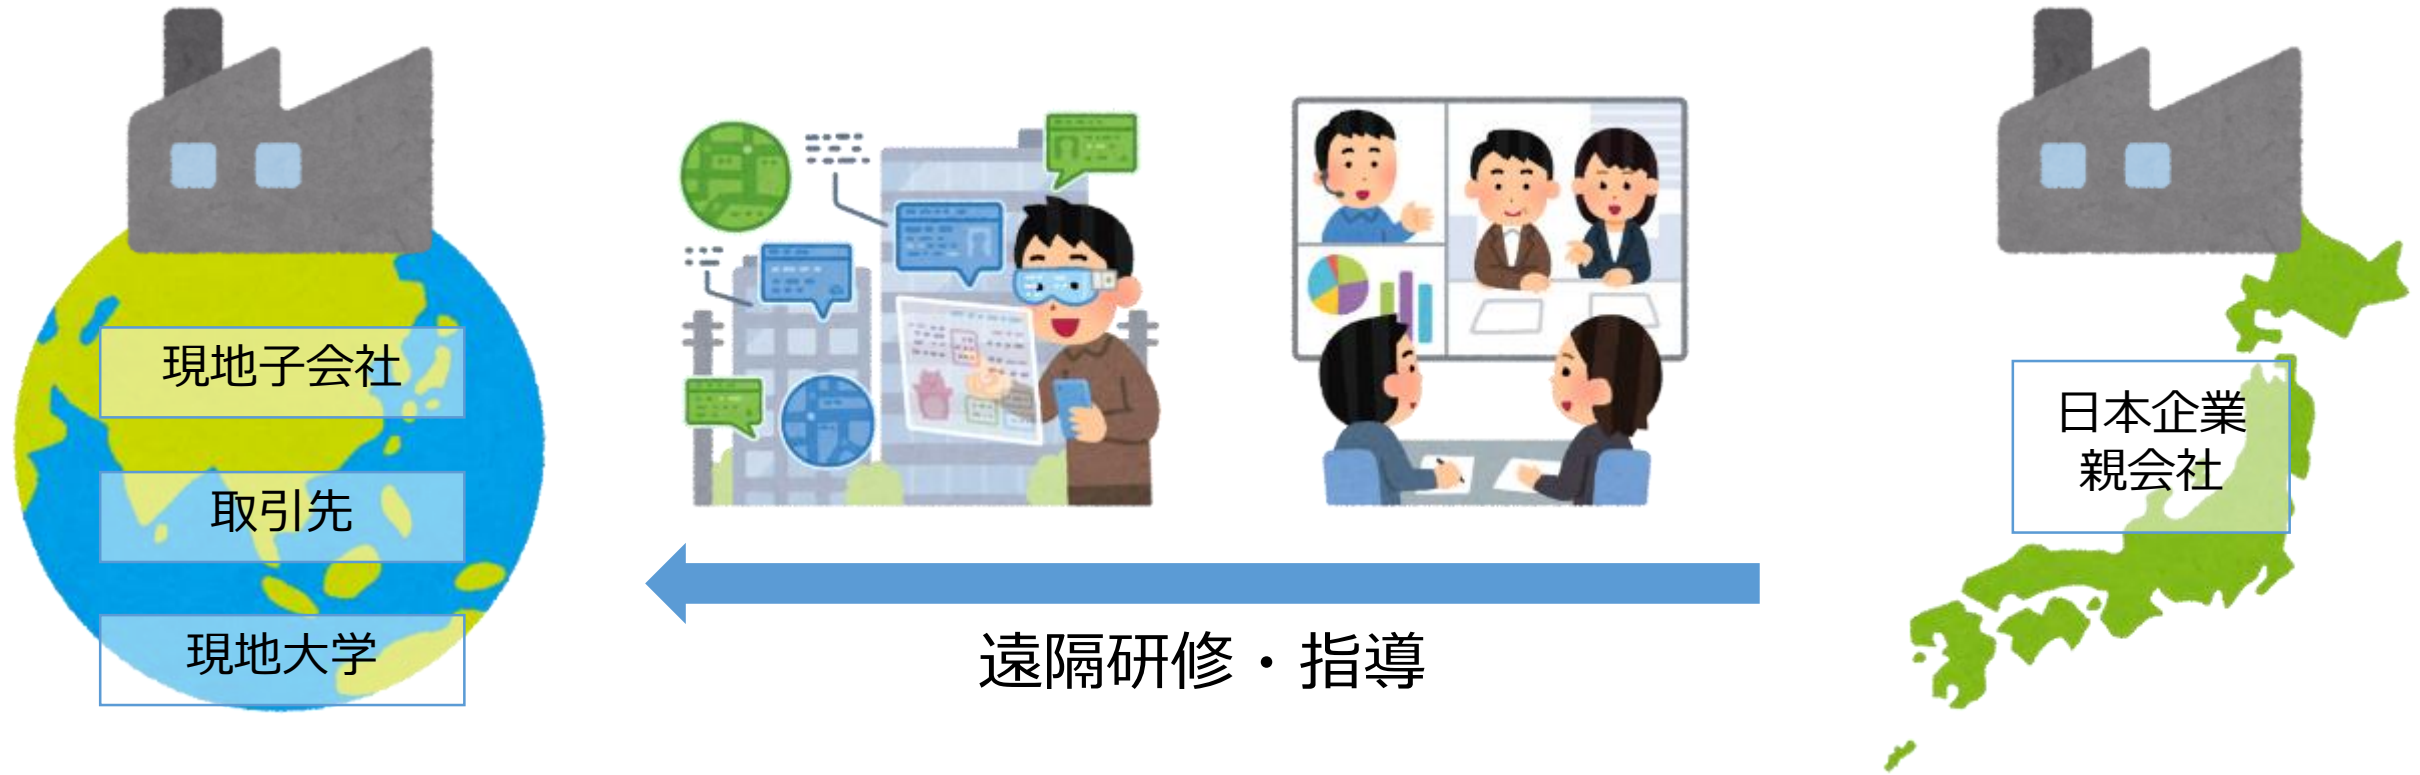 現地子会社
取引先
現地大学
遠隔研修・指導
日本企業
親会社